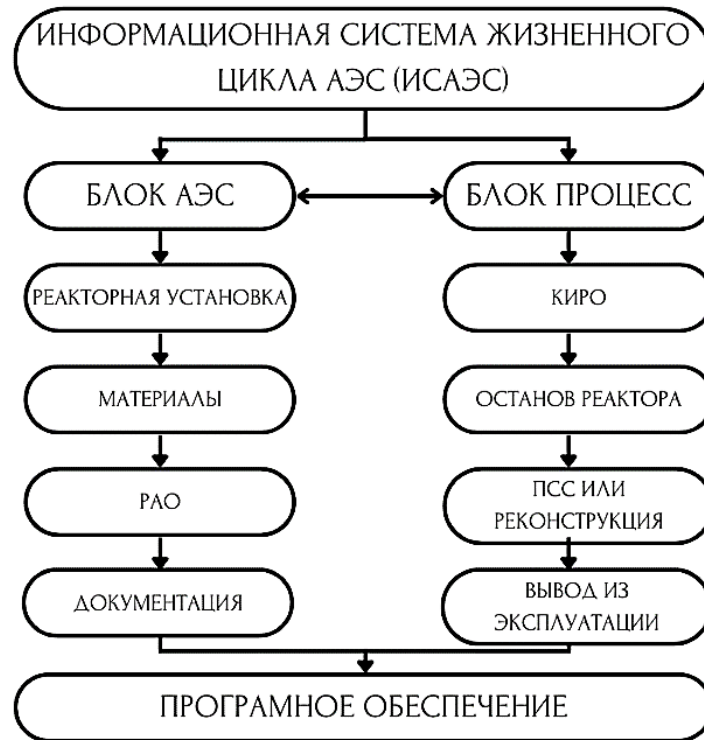 ИНФОРМАЦИОННАЯ СИСТЕМА ЖИЗНЕННОГО
ЦИКЛА АЭС (ИСАЭС)
БЛОК АЭС
БЛОК ПРОЦЕСС
РЕАКТОРНАЯ УСТАНОВКА
КИРО
МАТЕРИАЛЫ
ОСТАНОВ РЕАКТОРА
РАО
ПСС ИЛИ
РЕКОНСТРУКЦИЯ
ДОКУМЕНТАЦИЯ
ВЫВОД ИЗ
ЭКСПЛУАТАЦИИ
ПРОГРАМНОЕ ОБЕСПЕЧЕНИЕ